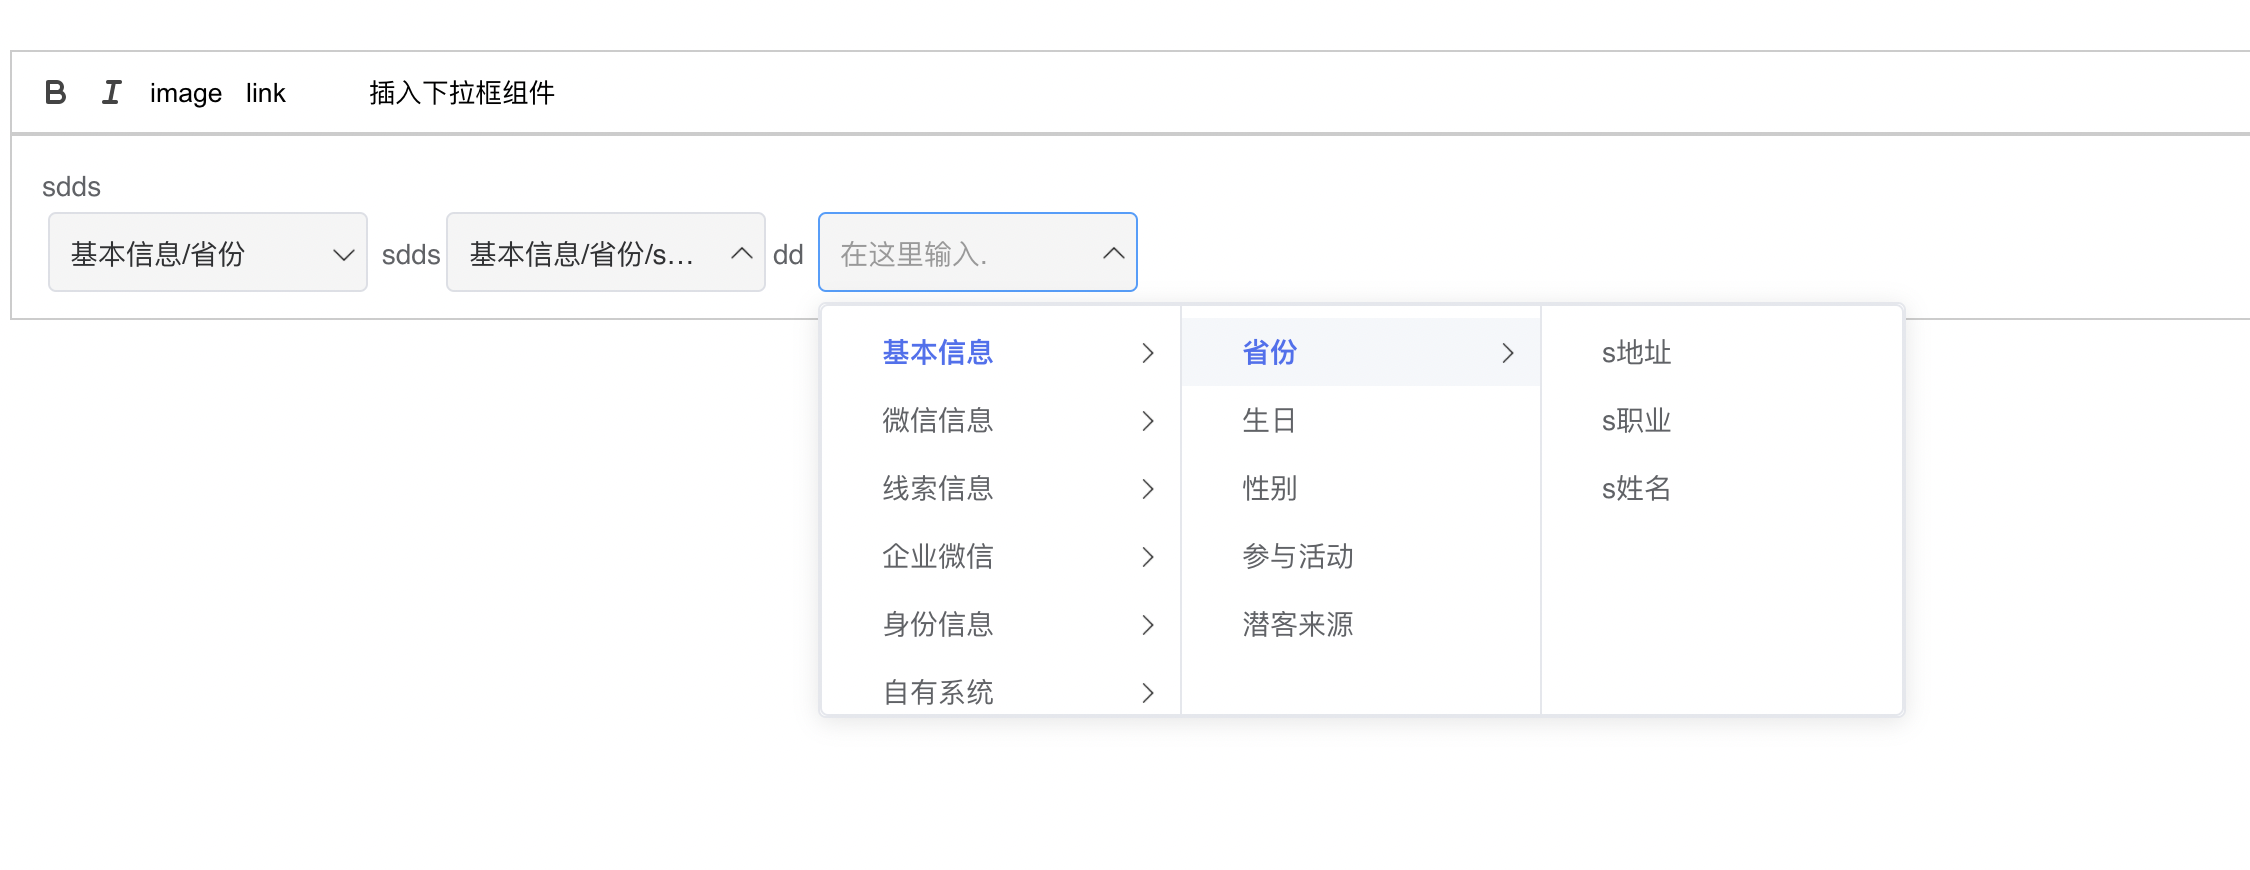 B I image link 插入下拉框组件
sdds
基本信息/省份 sdds 基本信息/省份/s... dd 在这里输入.
基本信息 省份 s地址
微信信息 生日 s职业
线索信息 性别 s姓名
企业微信 参与活动
身份信息 潜客来源
自有系统